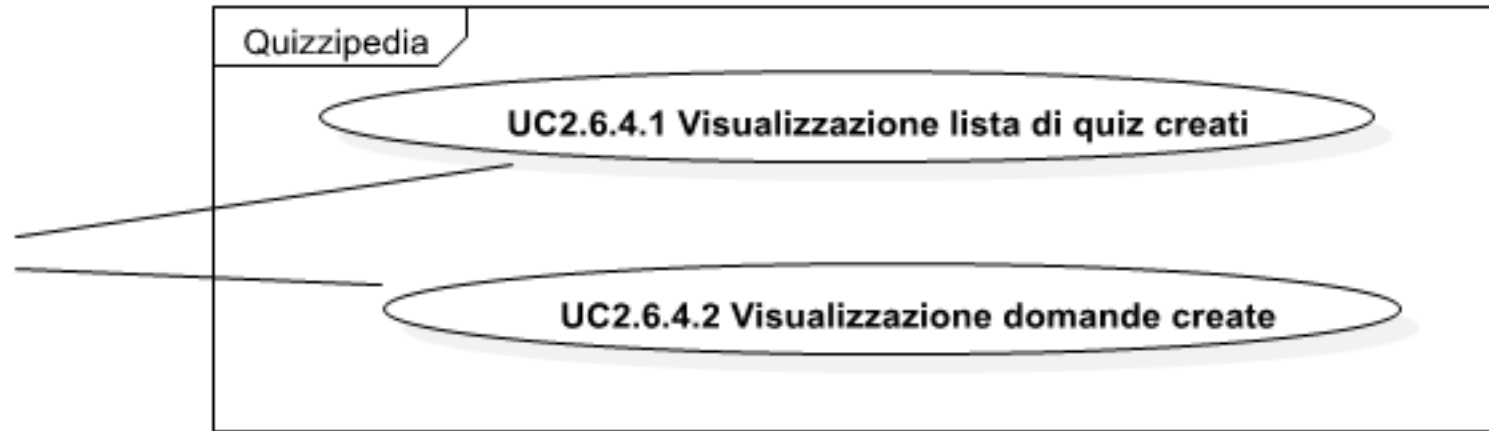 Quizzipedia
UC2.6.4.1 Visualizzazione lista di quiz creati
UC2.6.4.2 Visualizzazione domande create